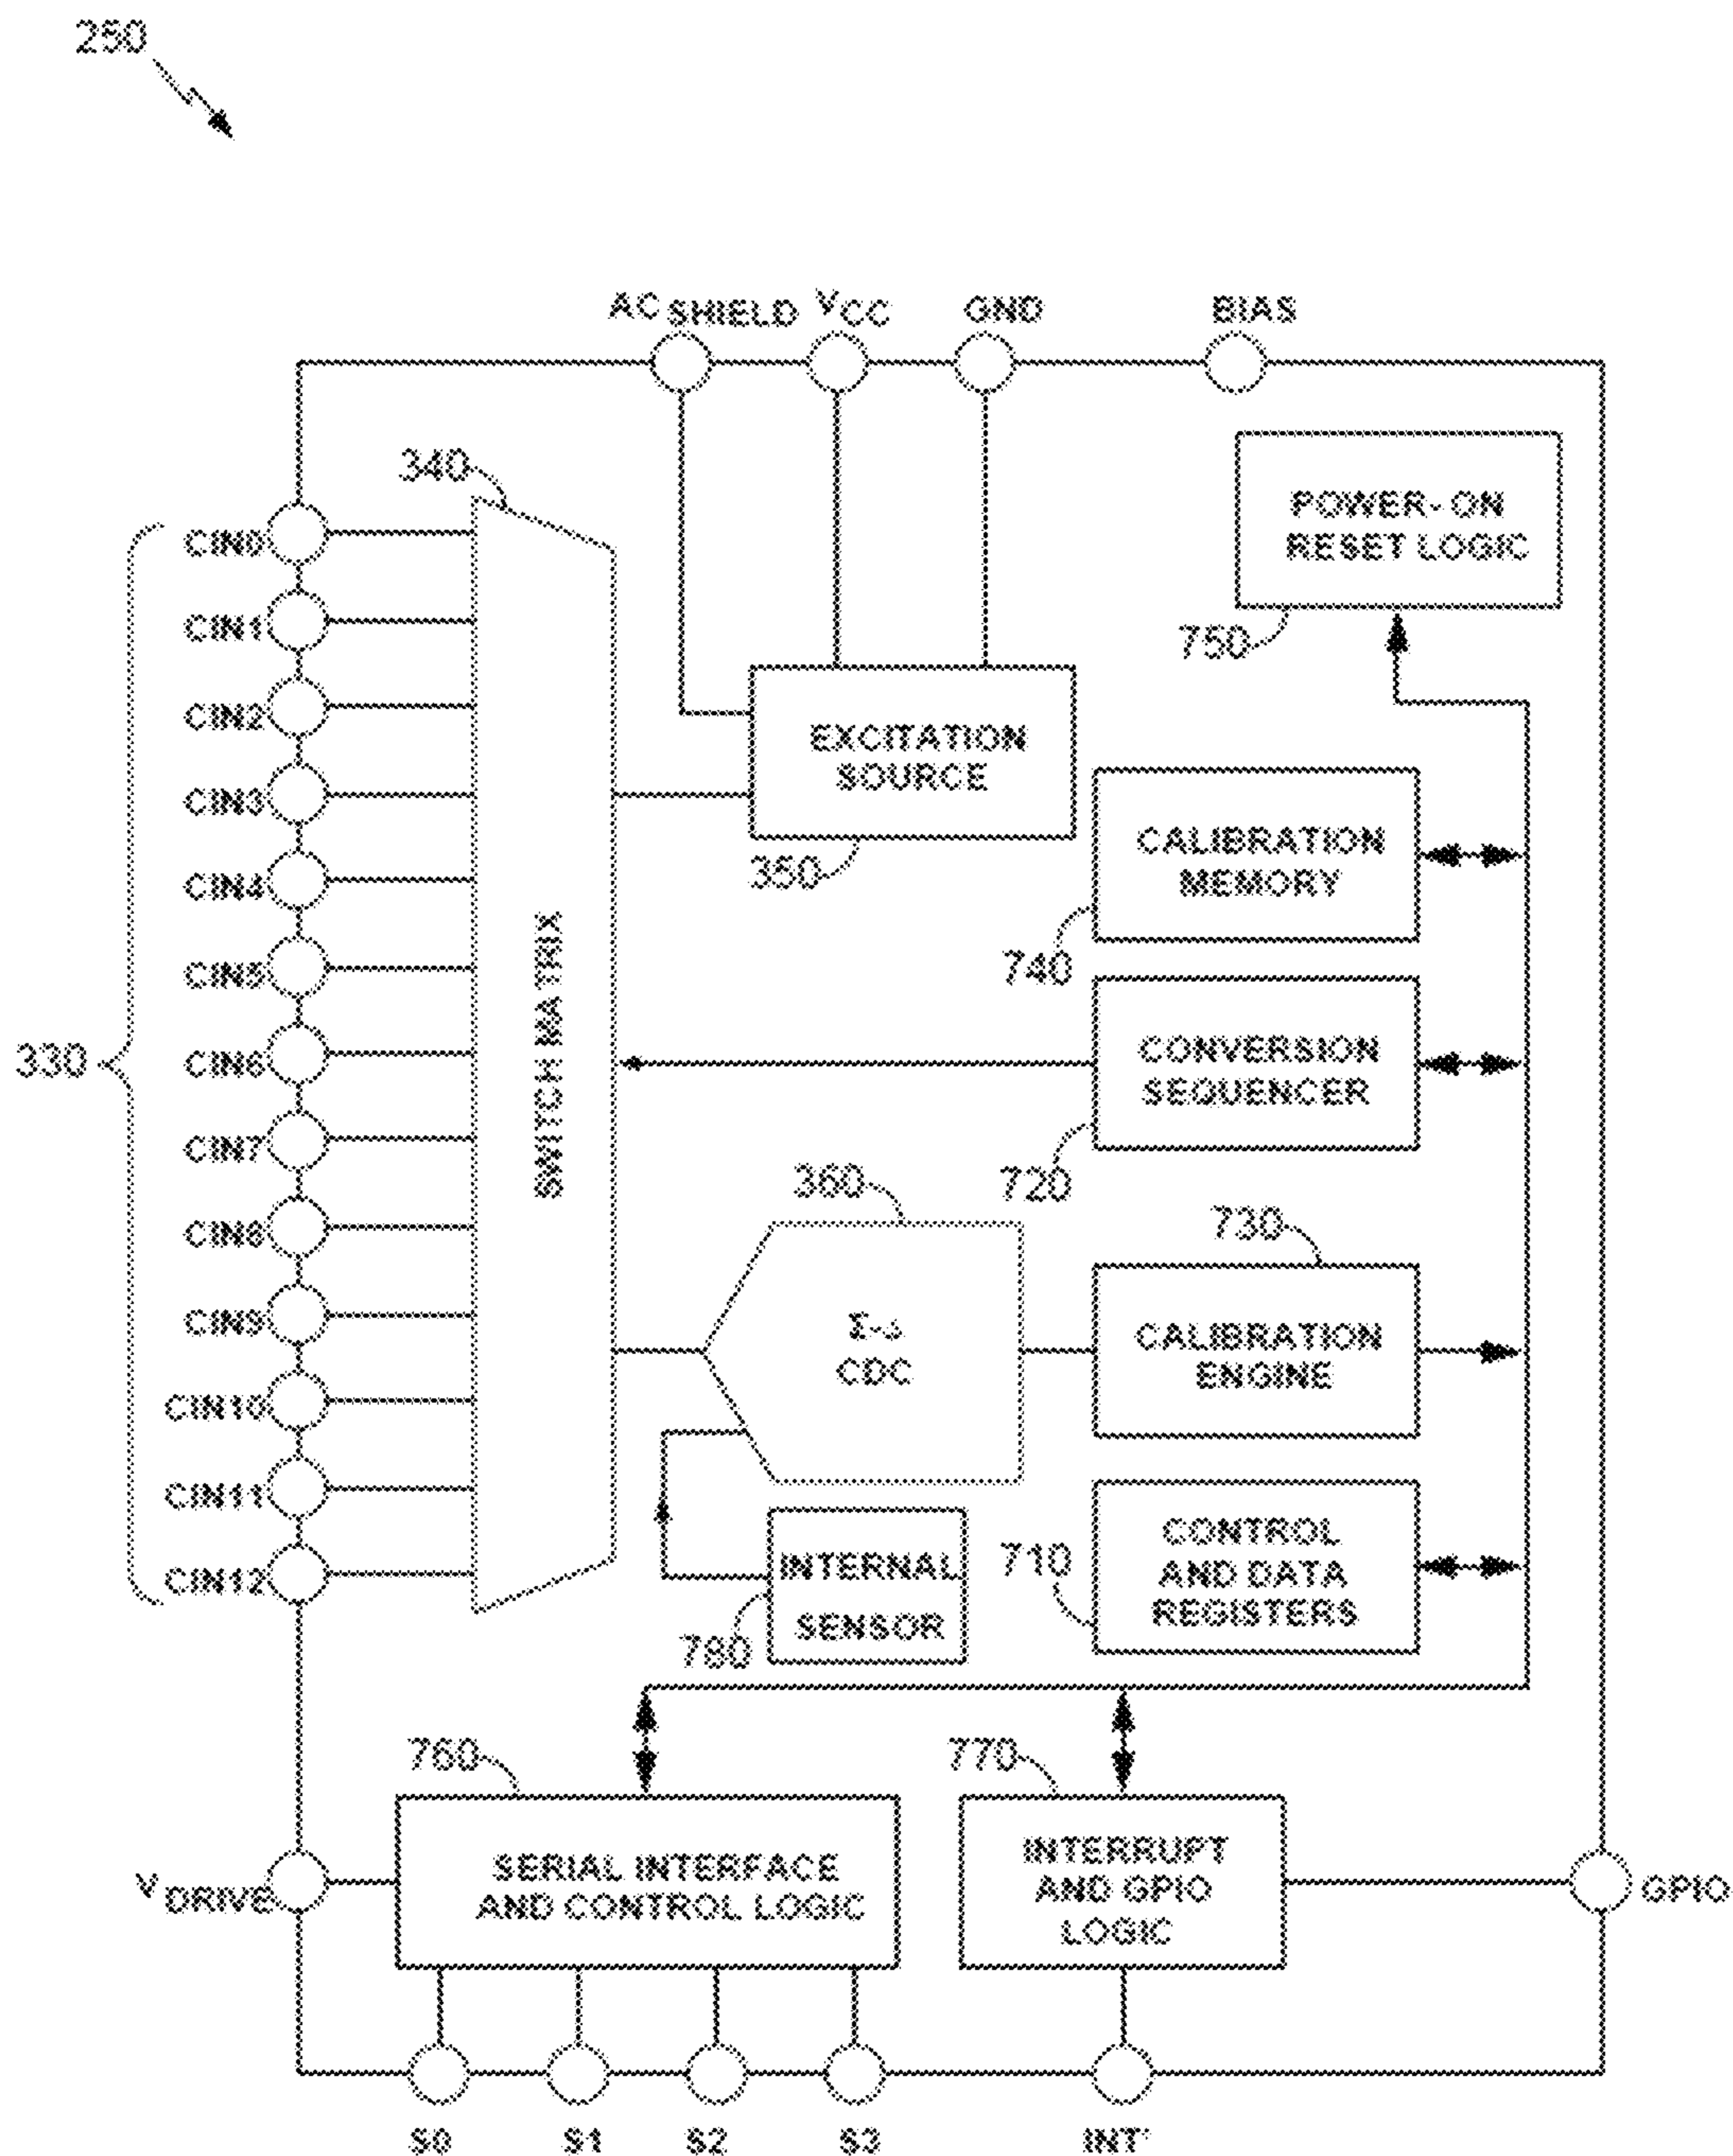 250
AC SHIELD
VCC
GND
BIAS
340
POWER- ON
RESET LOGIC
750
CIN0
CIN1
CIN2
CIN3
CIN4
CIN5
CIN6
CIN7
CIN8
CIN9
CIN10
CIN11
CIN12
330
SWITCH MATRIX
EXCITATION
SOURCE
350
CALIBRATION
MEMORY
740
CONVERSION
SEQUENCER
720
360
Σ-Δ
CDC
730
CALIBRATION
ENGINE
CONTROL
AND DATA
REGISTERS
710
INTERNAL
SENSOR
780
760
770
SERIAL INTERFACE
AND CONTROL LOGIC
INTERRUPT
AND GPIO
LOGIC
V DRIVE
GPIO
S0
S1
S2
S3
INT'